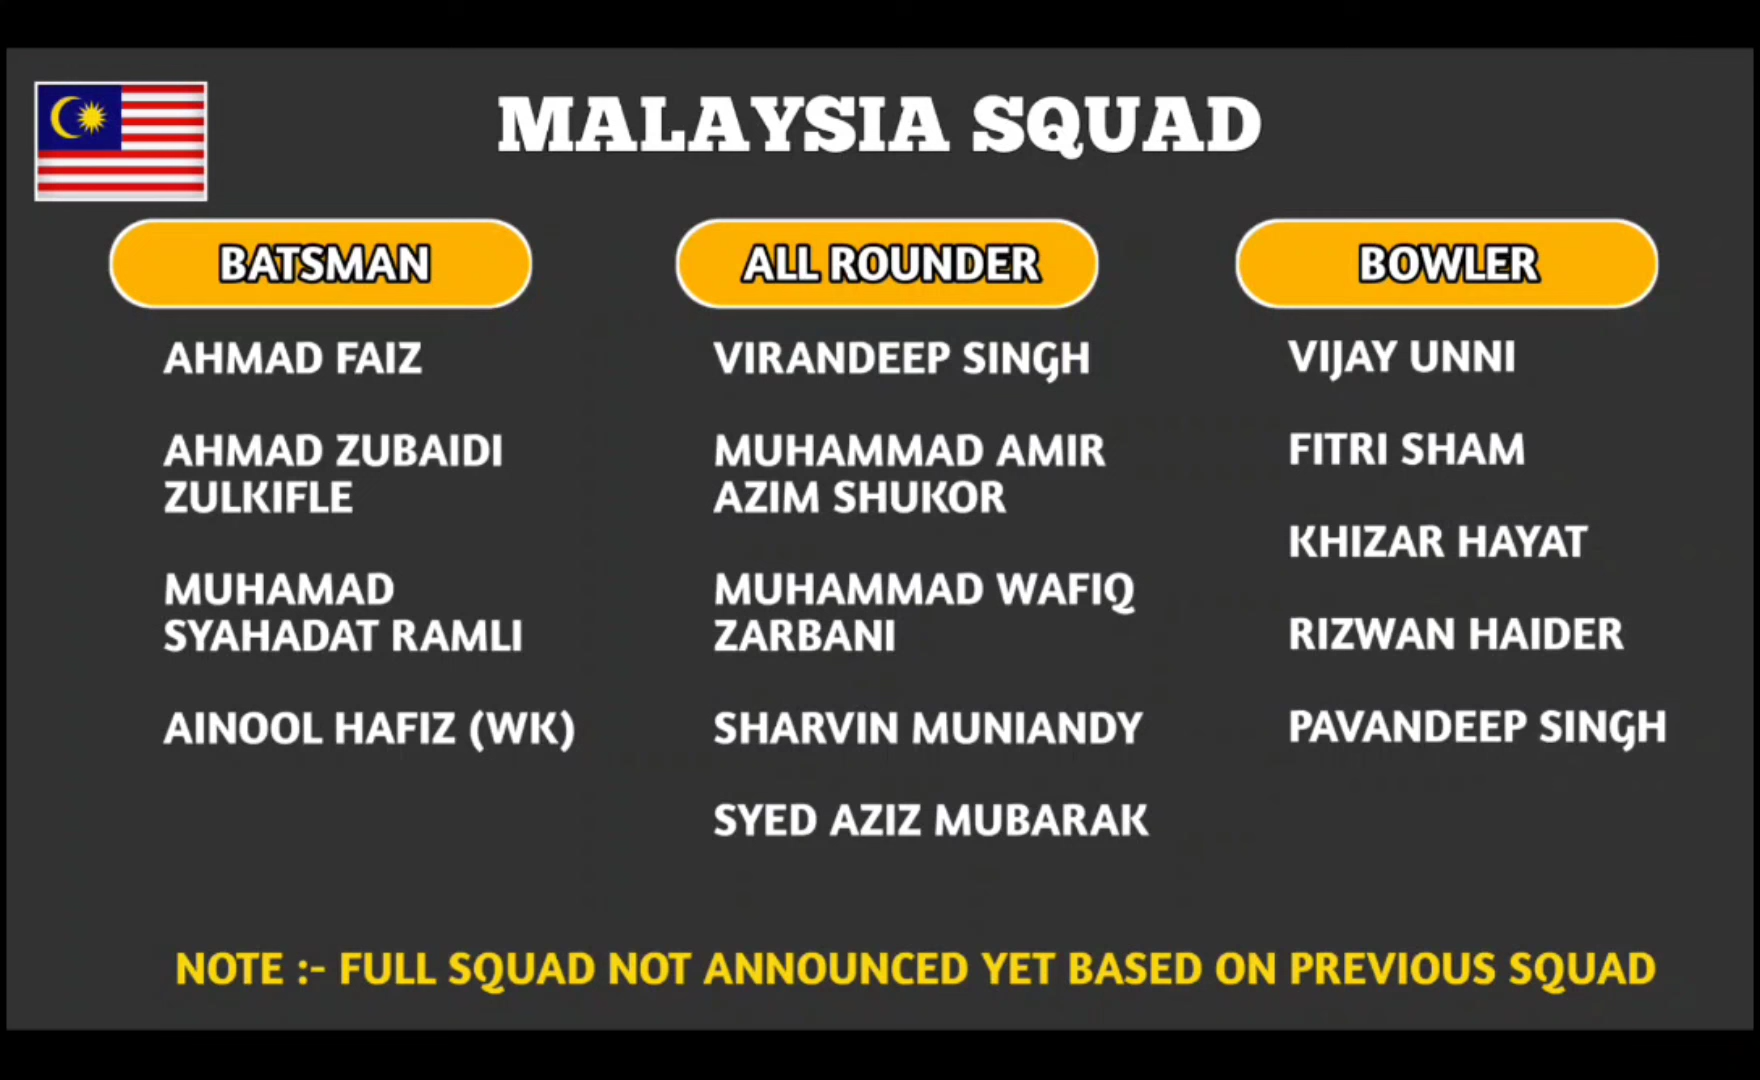 MALAYSIA SQUAD
BATSMAN
AHMAD FAIZ
AHMAD ZUBAIDI
ZULKIFLE
MUHAMAD
SYAHADAT RAMLI
AINOOL HAFIZ (WK)
ALL ROUNDER
VIRANDEEP SINGH
MUHAMMAD AMIR
AZIM SHUKOR
MUHAMMAD WAFIQ
ZARBANI
SHARVIN MUNIANDY
SYED AZIZ MUBARAK
BOWLER
VIJAY UNNI
FITRI SHAM
KHIZAR HAYAT
RIZWAN HAIDER
PAVANDEEP SINGH
NOTE :- FULL SQUAD NOT ANNOUNCED YET BASED ON PREVIOUS SQUAD